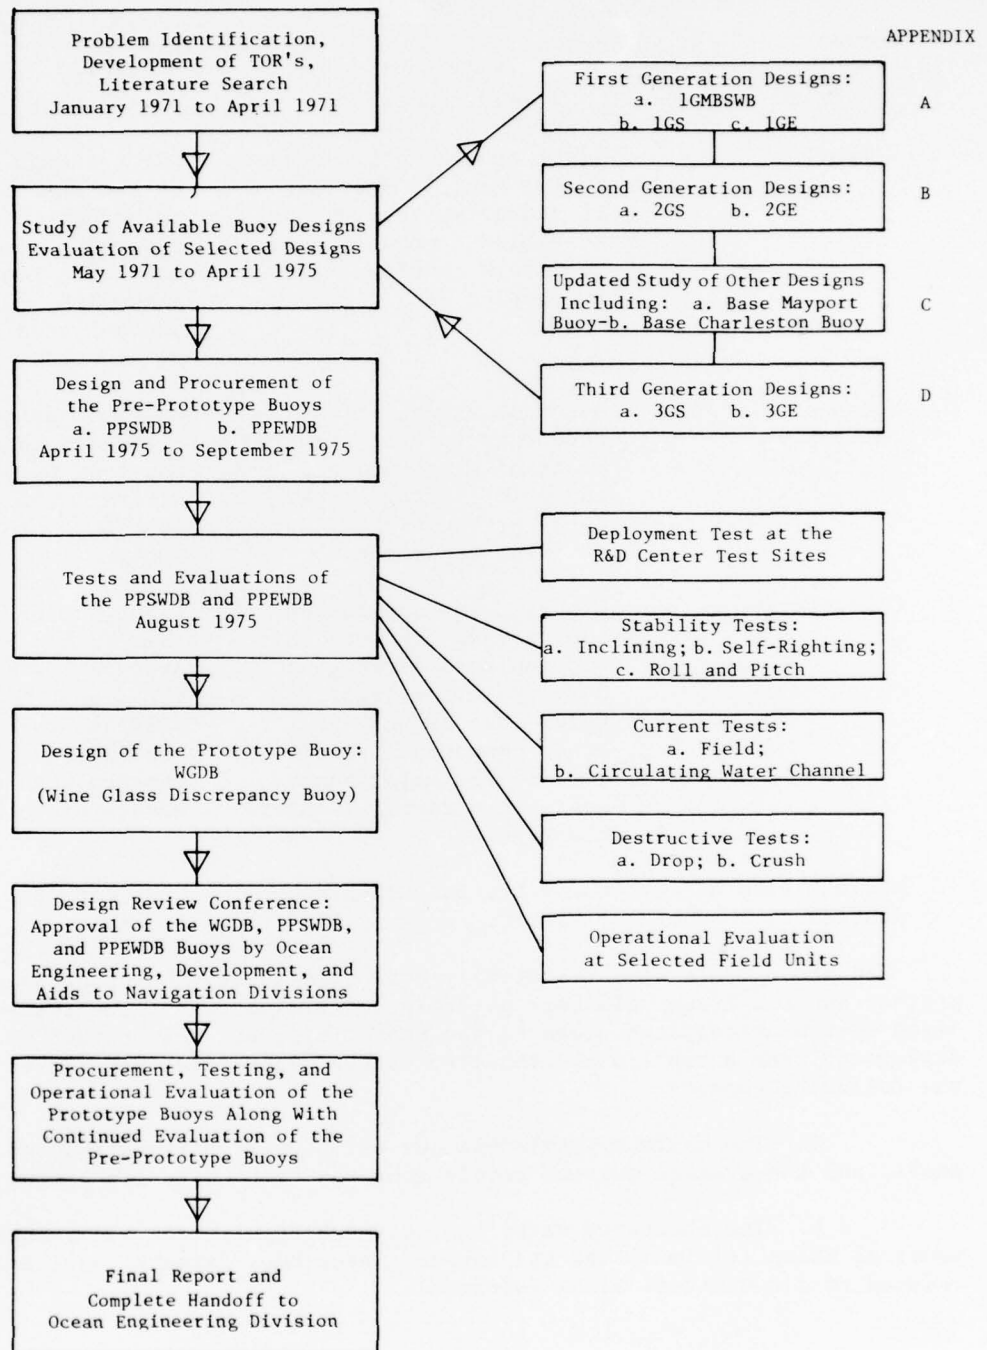 APPENDIX
Problem Identification,
Development of TOR's,
Literature Search
January 1971 to April 1971
First Generation Designs:
a. 1GMBSWB
b. 1GS c. 1GE
A
Study of Available Buoy Designs
Evaluation of Selected Designs
May 1971 to April 1975
Second Generation Designs:
a. 2GS b. 2GE
B
Updated Study of Other Designs
Including: a. Base Mayport
Buoy-b. Base Charleston Buoy
C
Third Generation Designs:
a. 3GS b. 3GE
D
Design and Procurement of
the Pre-Prototype Buoys
a. PPSWDB b. PPEWDB
April 1975 to September 1975
Tests and Evaluations of
the PPSWDB and PPEWDB
August 1975
Deployment Test at the
R&D Center Test Sites
Stability Tests:
a. Inclining; b. Self-Righting;
c. Roll and Pitch
Current Tests:
a. Field;
b. Circulating Water Channel
Destructive Tests:
a. Drop; b. Crush
Operational Evaluation
at Selected Field Units
Design of the Prototype Buoy:
WGDB
(Wine Glass Discrepancy Buoy)
Design Review Conference:
Approval of the WGDB, PPSWDB,
and PPEWDB Buoys by Ocean
Engineering, Development, and
Aids to Navigation Divisions
Procurement, Testing, and
Operational Evaluation of the
Prototype Buoys Along With
Continued Evaluation of the
Pre-Prototype Buoys
Final Report and
Complete Handoff to
Ocean Engineering Division